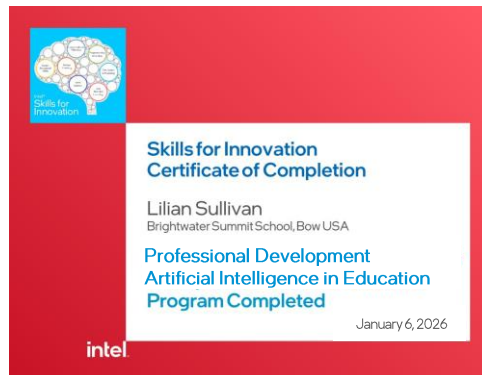 Skills for
Innovation
Skills for Innovation
Certificate of Completion
Lilian Sullivan
Brightwater Summit School, Bow USA
Professional Development
Artificial Intelligence in Education
Program Completed
January 6, 2026
intel.